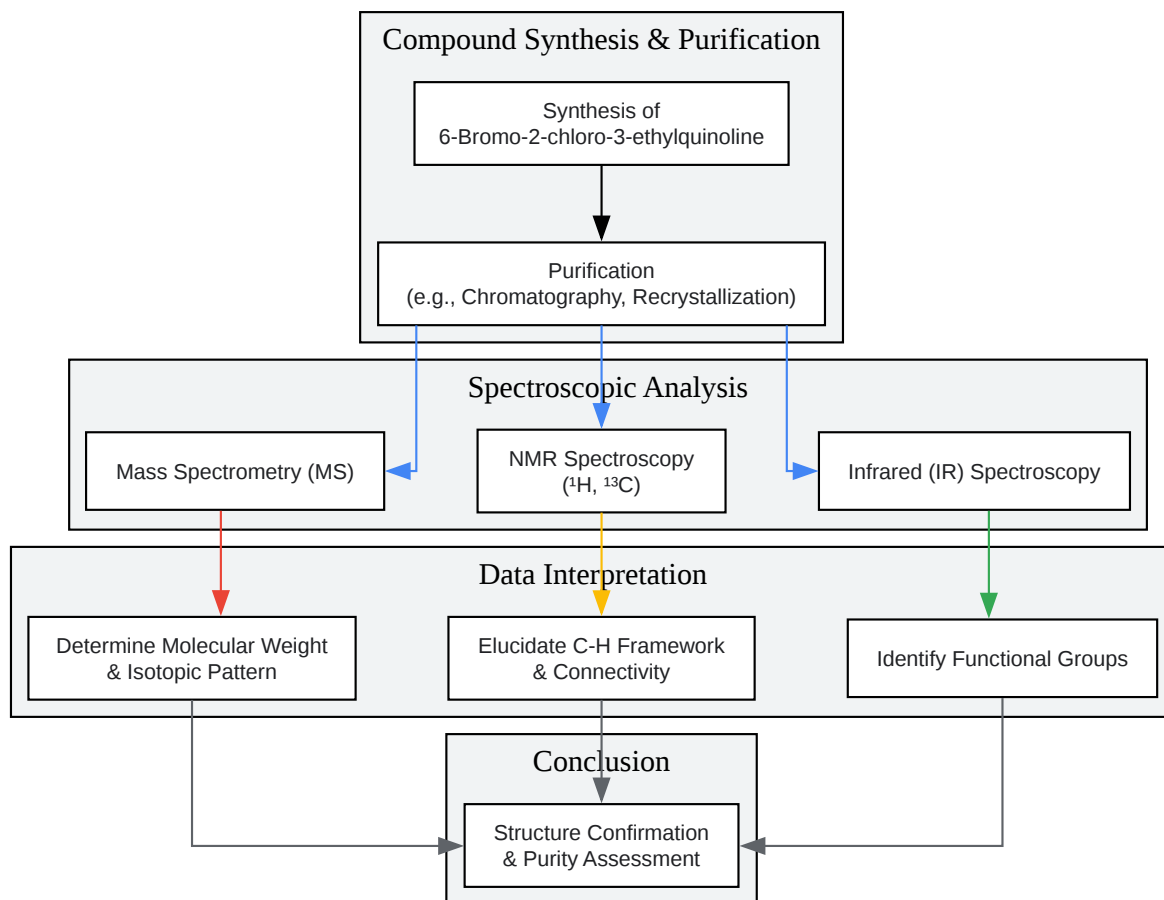 Compound Synthesis & Purification
Synthesis of
6-Bromo-2-chloro-3-ethylquinoline
Purification
(e.g., Chromatography, Recrystallization)
Spectroscopic Analysis
Mass Spectrometry (MS)
NMR Spectroscopy
(¹H, ¹³C)
Infrared (IR) Spectroscopy
Data Interpretation
Determine Molecular Weight
& Isotopic Pattern
Elucidate C-H Framework
& Connectivity
Identify Functional Groups
Conclusion
Structure Confirmation
& Purity Assessment